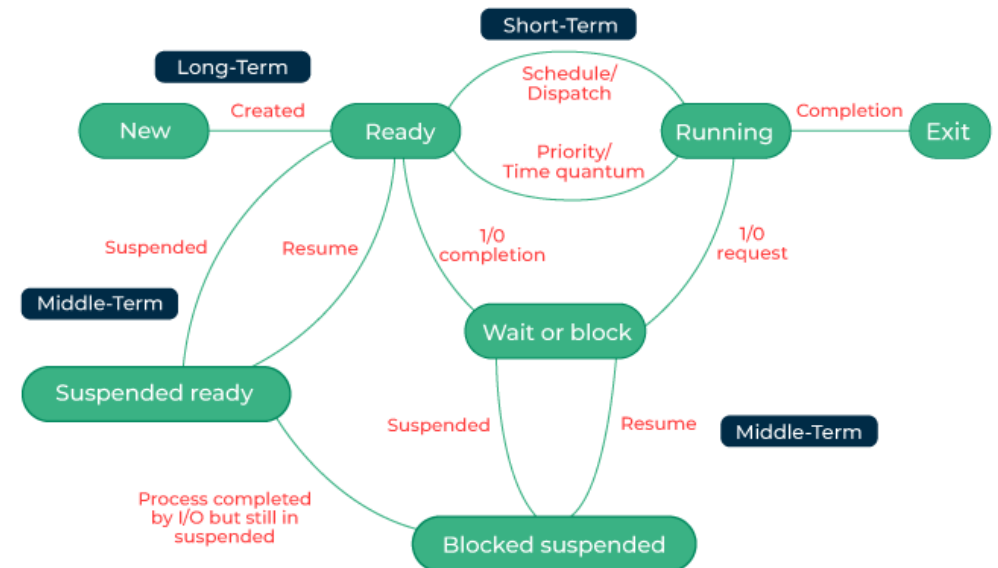 Short-Term
Long-Term
Schedule/
Dispatch
New
Created
Ready
Running
Completion
Exit
Priority/
Time quantum
Suspended
Resume
1/0
completion
1/0
request
Middle-Term
Wait or block
Suspended ready
Suspended
Resume
Middle-Term
Process completed
by I/O but still in
suspended
Blocked suspended